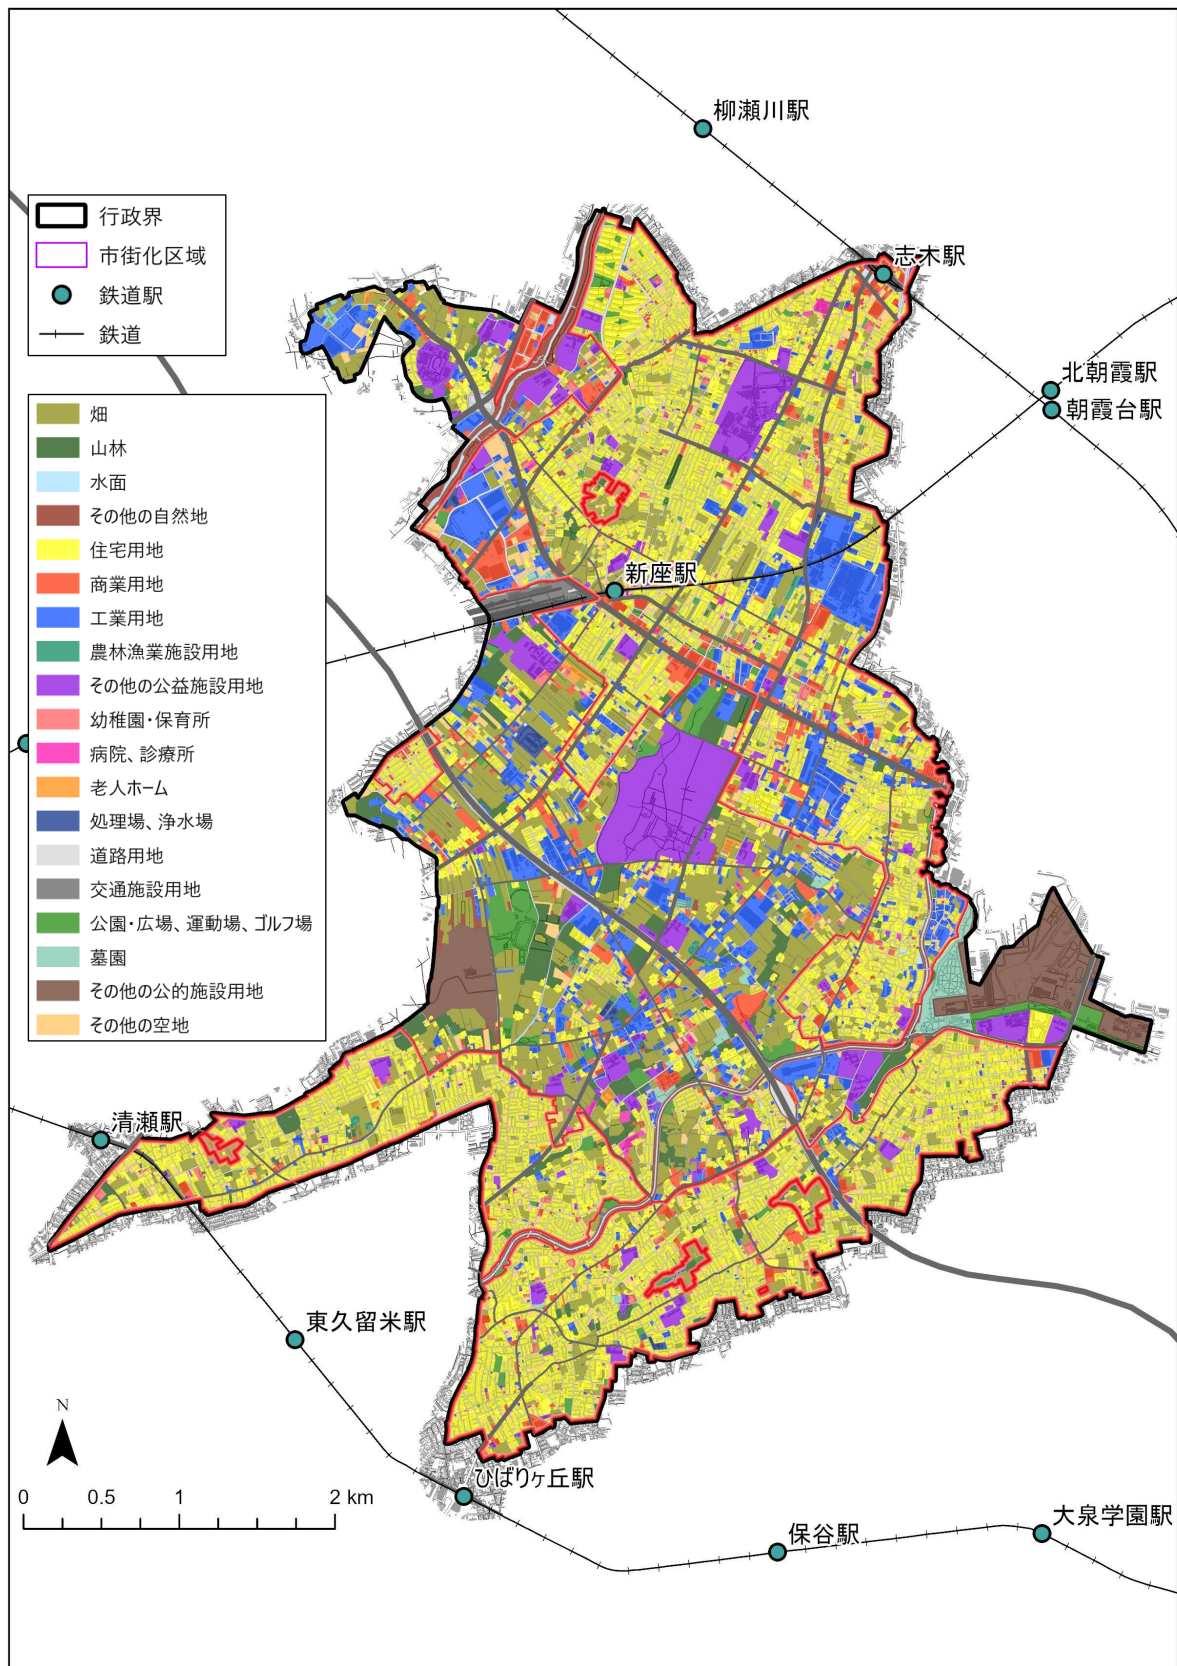 柳瀬川駅
行政界
市街化区域
鉄道駅
鉄道
志木駅
北朝霞駅
朝霞台駅
畑
山林
水面
その他の自然地
住宅用地
商業用地
工業用地
農林漁業施設用地
その他の公益施設用地
幼稚園・保育所
病院、診療所
老人ホーム
処理場、浄水場
道路用地
交通施設用地
公園・広場、運動場、ゴルフ場
墓園
その他の公的施設用地
その他の空地
新座駅
清瀬駅
東久留米駅
ひばりヶ丘駅
保谷駅
大泉学園駅
N
0 0.5 1 2 km